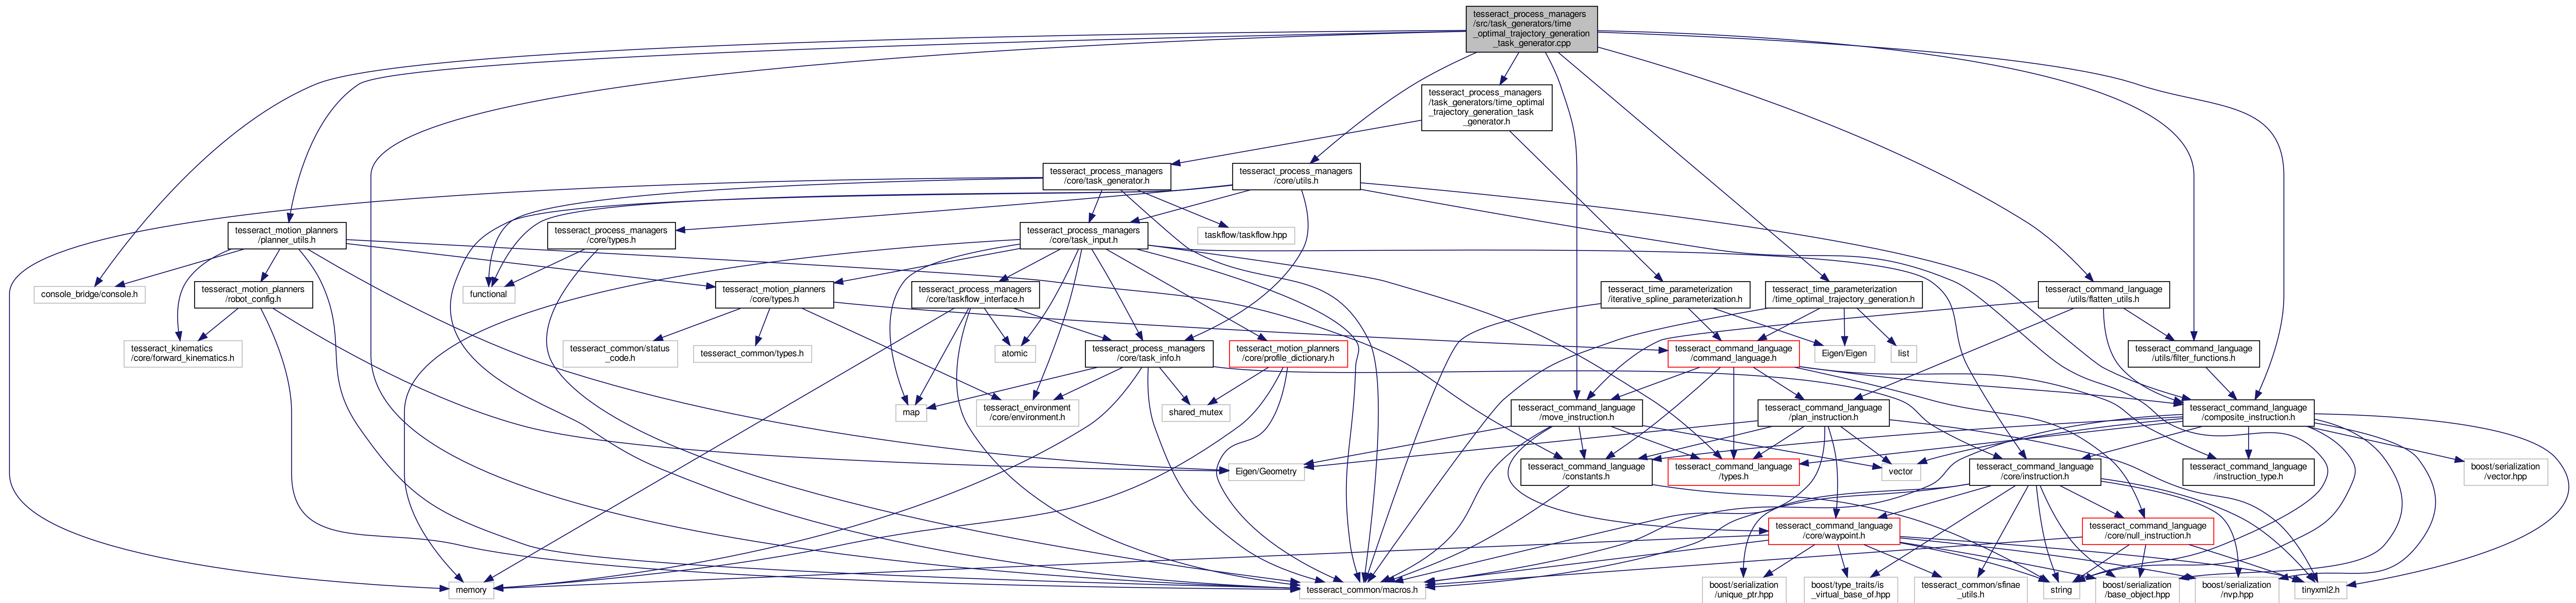 tesseract_process_managers
/src/task_generators/time
_optimal_trajectory_generation
_task_generator.cpp
tesseract_process_managers
/task_generators/time_optimal
_trajectory_generation_task
_generator.h
tesseract_process_managers
/core/task_generator.h
tesseract_process_managers
/core/utils.h
tesseract_motion_planners
/planner_utils.h
tesseract_process_managers
/core/types.h
tesseract_process_managers
/core/task_input.h
taskflow/taskflow.hpp
console_bridge/console.h
tesseract_motion_planners
/robot_config.h
functional
tesseract_motion_planners
/core/types.h
tesseract_process_managers
/core/taskflow_interface.h
tesseract_time_parameterization
/iterative_spline_parameterization.h
tesseract_time_parameterization
/time_optimal_trajectory_generation.h
tesseract_command_language
/utils/flatten_utils.h
tesseract_kinematics
/core/forward_kinematics.h
tesseract_common/status
_code.h
tesseract_common/types.h
atomic
tesseract_process_managers
/core/task_info.h
tesseract_motion_planners
/core/profile_dictionary.h
tesseract_command_language
/command_language.h
Eigen/Eigen
list
tesseract_command_language
/utils/filter_functions.h
map
tesseract_environment
/core/environment.h
shared_mutex
tesseract_command_language
/move_instruction.h
tesseract_command_language
/plan_instruction.h
tesseract_command_language
/composite_instruction.h
Eigen/Geometry
tesseract_command_language
/constants.h
tesseract_command_language
/types.h
vector
tesseract_command_language
/core/instruction.h
tesseract_command_language
/instruction_type.h
boost/serialization
/vector.hpp
tesseract_command_language
/core/waypoint.h
tesseract_command_language
/core/null_instruction.h
memory
tesseract_common/macros.h
boost/serialization
/unique_ptr.hpp
boost/type_traits/is
_virtual_base_of.hpp
tesseract_common/sfinae
_utils.h
string
boost/serialization
/base_object.hpp
boost/serialization
/nvp.hpp
tinyxml2.h